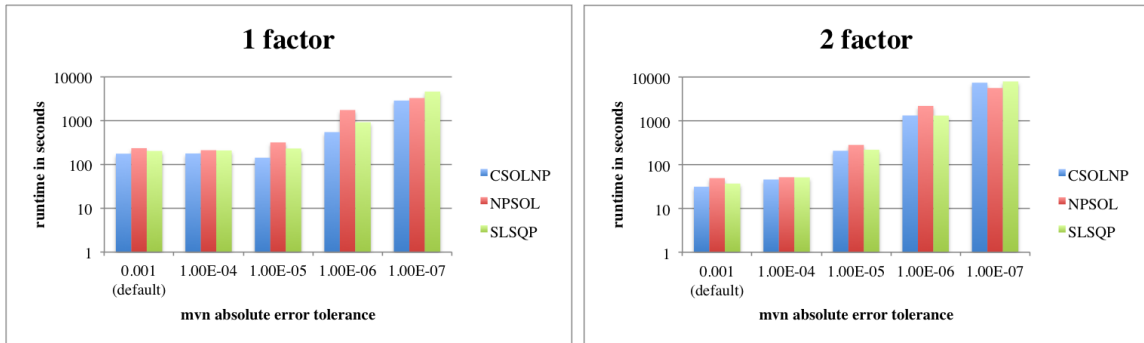 1 factor
runtime in seconds
10000
1000
100
10
1
0.001 (default)
1.00E-04
1.00E-05
1.00E-06
1.00E-07
mvn absolute error tolerance
CSOLNP
NPSOL
SLSQP
2 factor
runtime in seconds
10000
1000
100
10
1
0.001 (default)
1.00E-04
1.00E-05
1.00E-06
1.00E-07
mvn absolute error tolerance
CSOLNP
NPSOL
SLSQP